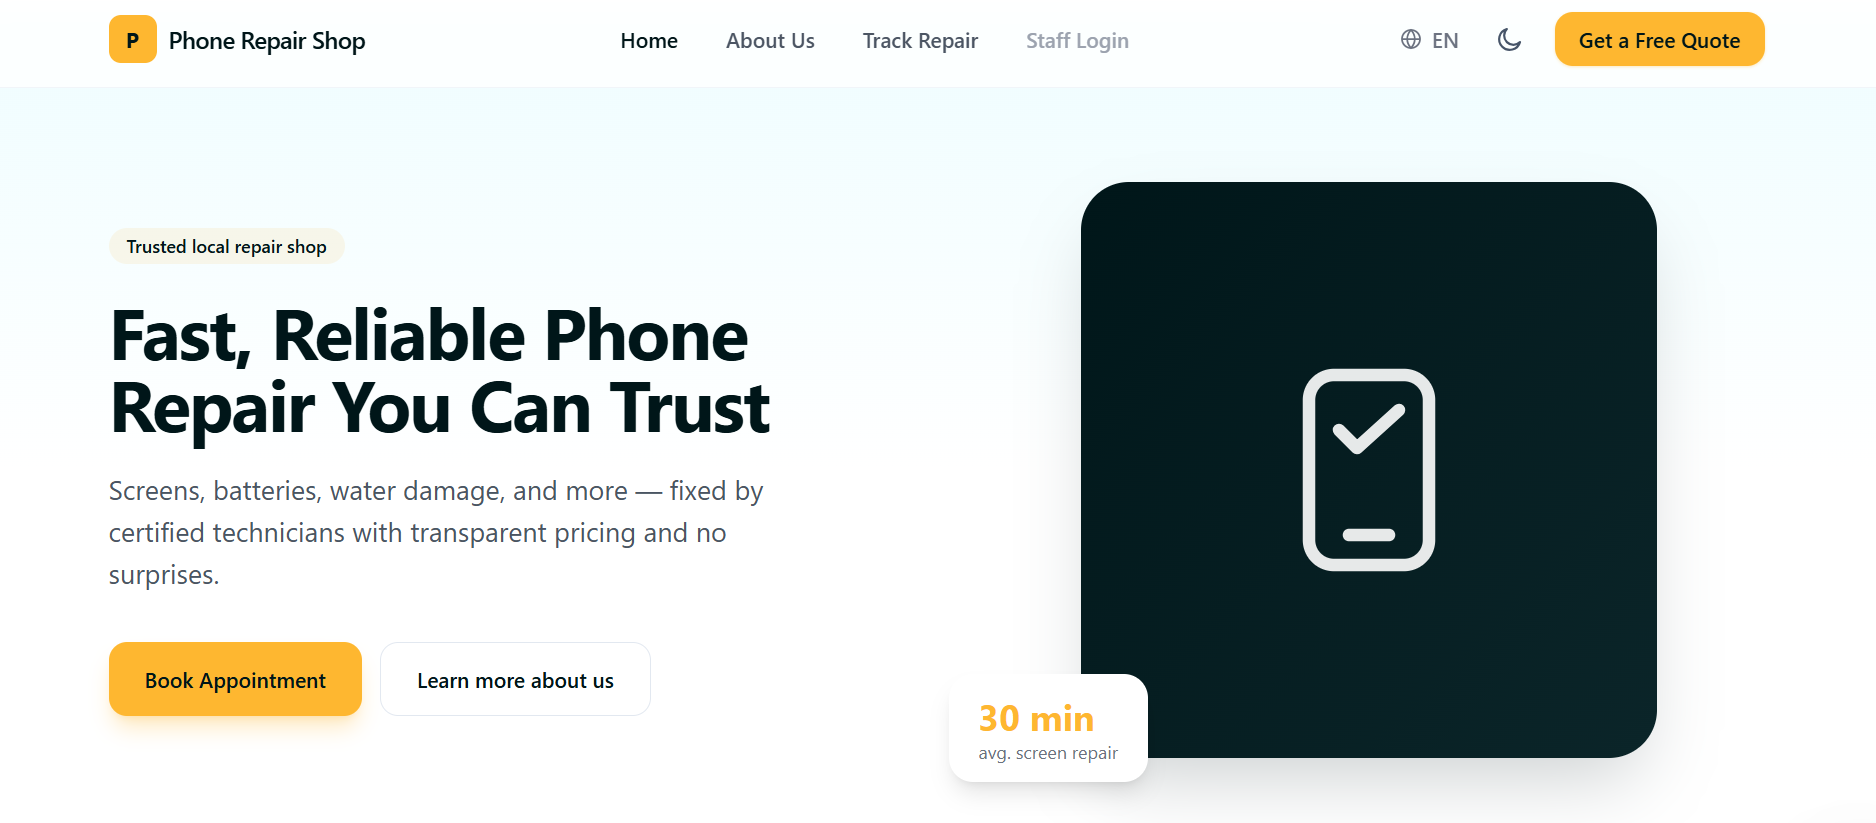 P
Phone Repair Shop
Home
About Us
Track Repair
Staff Login
EN
Get a Free Quote
Trusted local repair shop
Fast, Reliable Phone
Repair You Can Trust
Screens, batteries, water damage, and more — fixed by
certified technicians with transparent pricing and no
surprises.
Book Appointment
Learn more about us
30 min
avg. screen repair